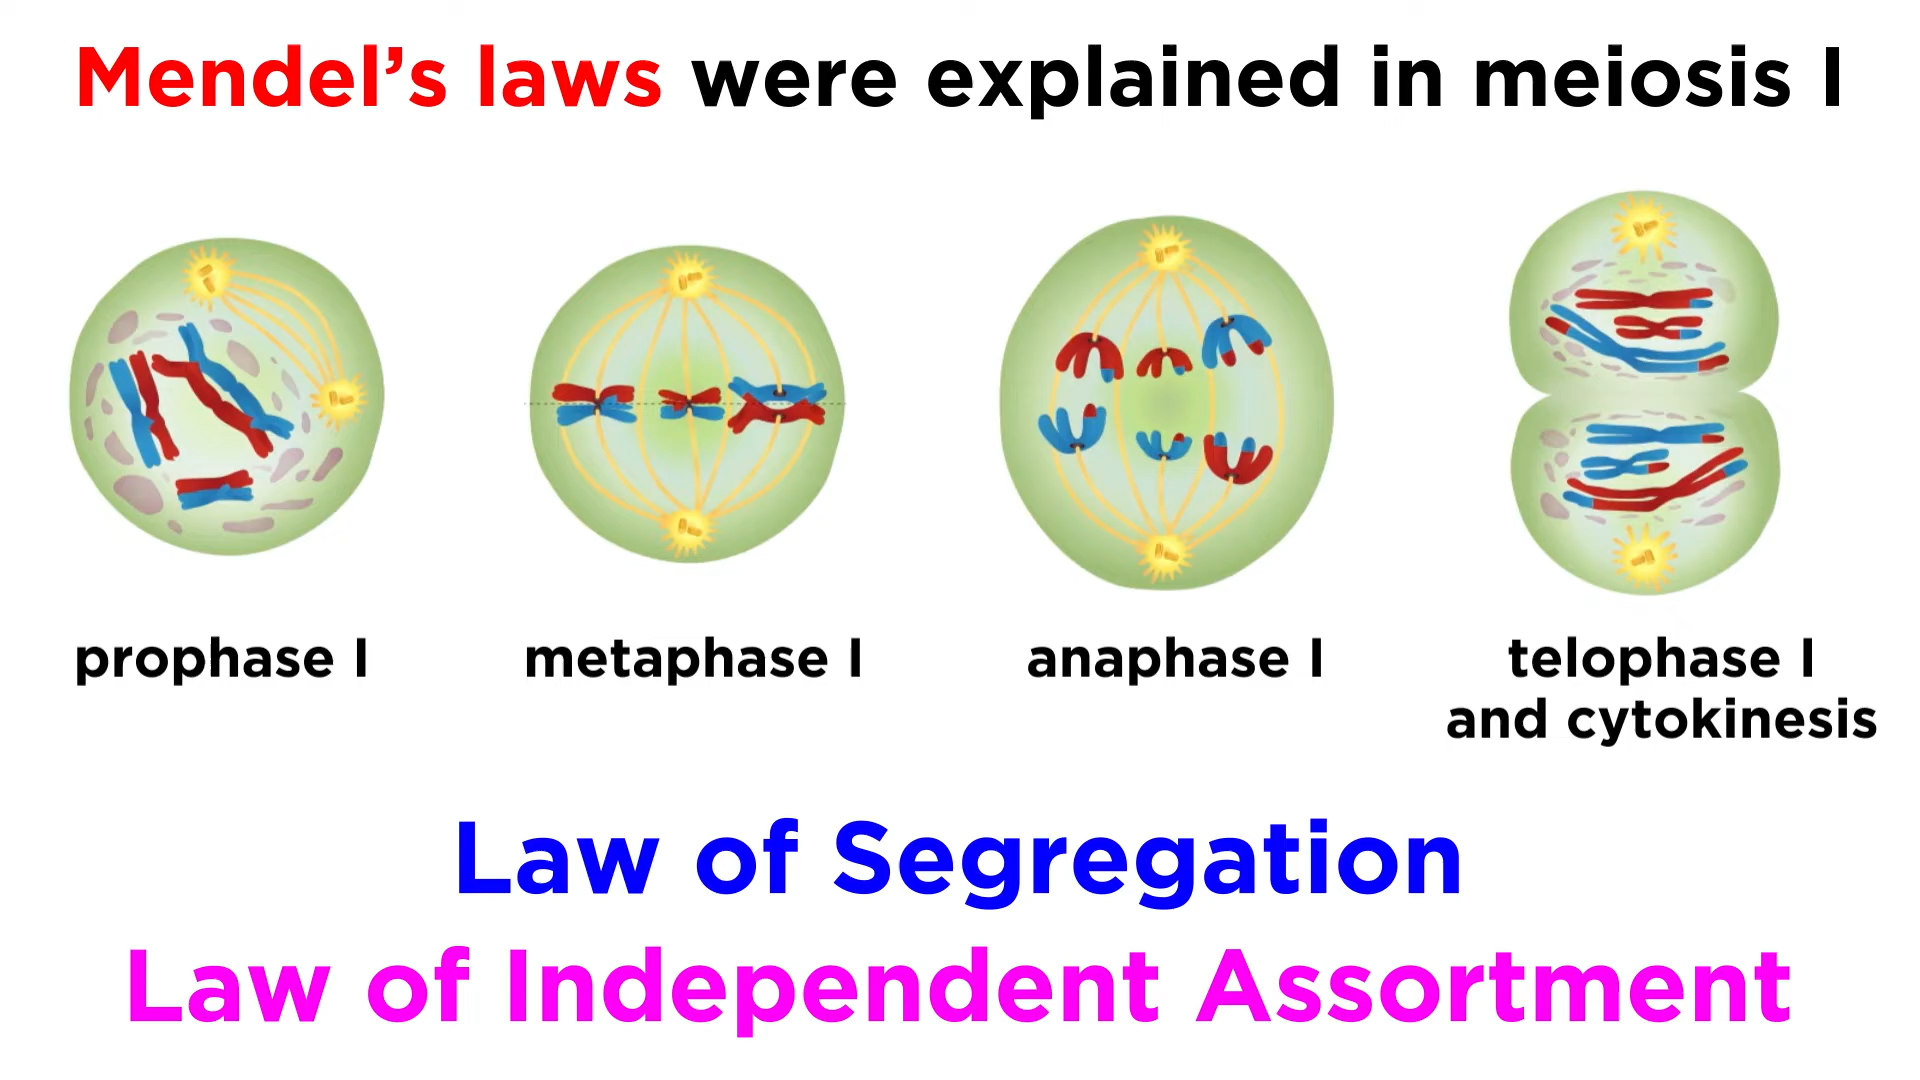 Mendel’s laws were explained in meiosis I
prophase I
metaphase I
anaphase I
telophase I
and cytokinesis
Law of Segregation
Law of Independent Assortment